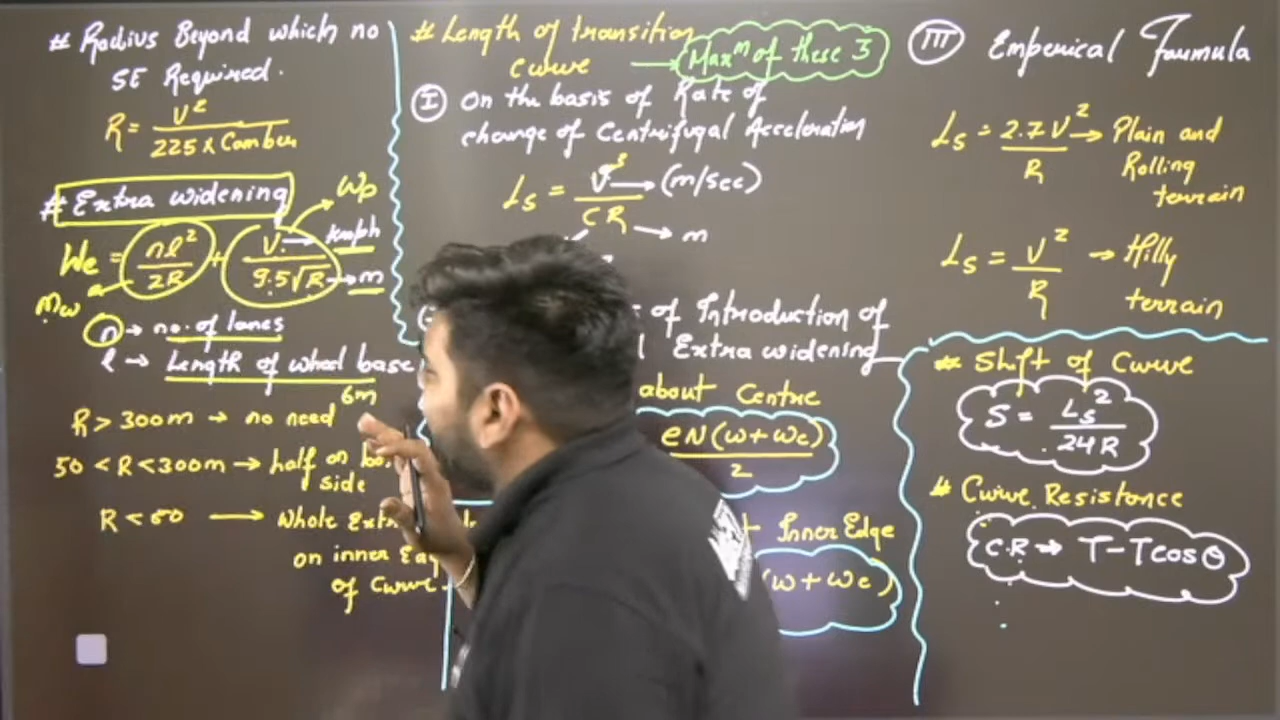 # Radius Beyond which no
SE Required.
R = V²
225 x Camber
# Extra widening
Wp
We = nl² + V → kmph
2R 9.5√R → m
Mw
n → no. of lanes
l → Length of wheel base
6m
R > 300m → no need
50 < R < 300m → half on
side
R < 50 → Whole
on inner
of Curve.
# Length of transition
Curve → Maxᵐ of these 3
I On the basis of Rate of
change of Centrifugal Acceleration
Ls = V³ → (m/sec)
CR → m
of Introduction of
Extra widening
about Centre
eN(W+We)
2
Inner Edge
(W+We)
III Emperical Formula
Ls = 2.7V² → Plain and
R Rolling
terrain
Ls = V² → Hilly
R terrain
# Shift of Curve
S = Ls²
24R
# Curve Resistance
C.R → T-Tcosθ